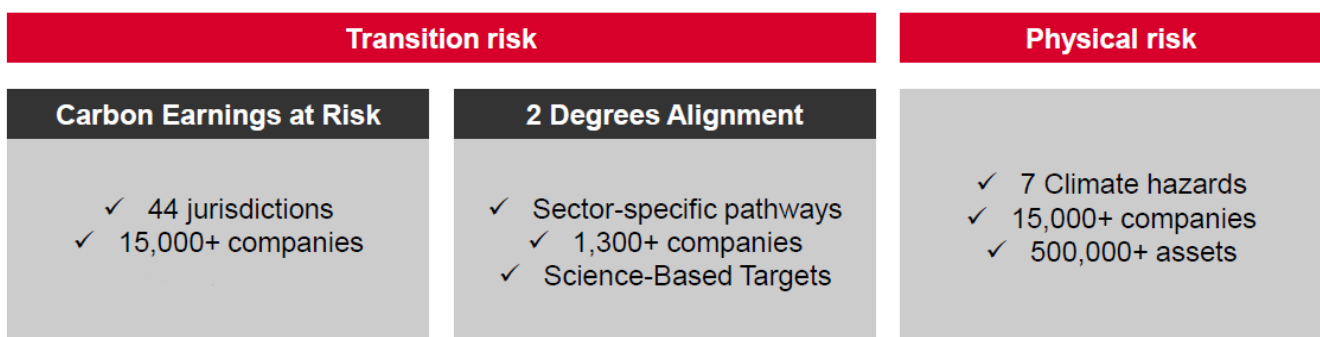 Transition risk
Physical risk
Carbon Earnings at Risk
2 Degrees Alignment
✓ 44 jurisdictions
✓ 15,000+ companies
✓ Sector-specific pathways
✓ 1,300+ companies
✓ Science-Based Targets
✓ 7 Climate hazards
✓ 15,000+ companies
✓ 500,000+ assets